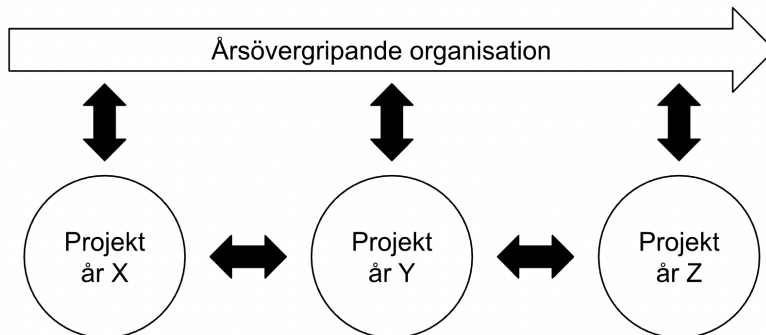 Årsövergripande organisation
Projekt
år X
Projekt
år Y
Projekt
år Z